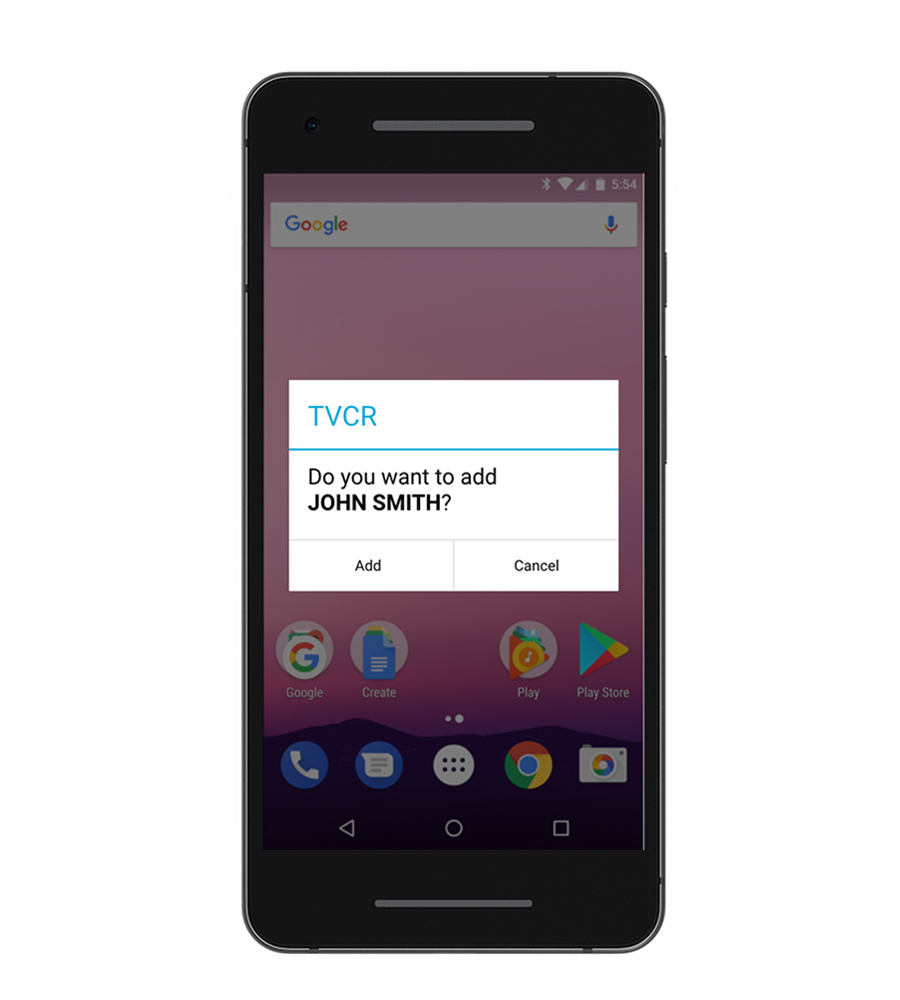 5:54
Google
TVCR
Do you want to add
JOHN SMITH?
Add Cancel
Google Create Play Play Store